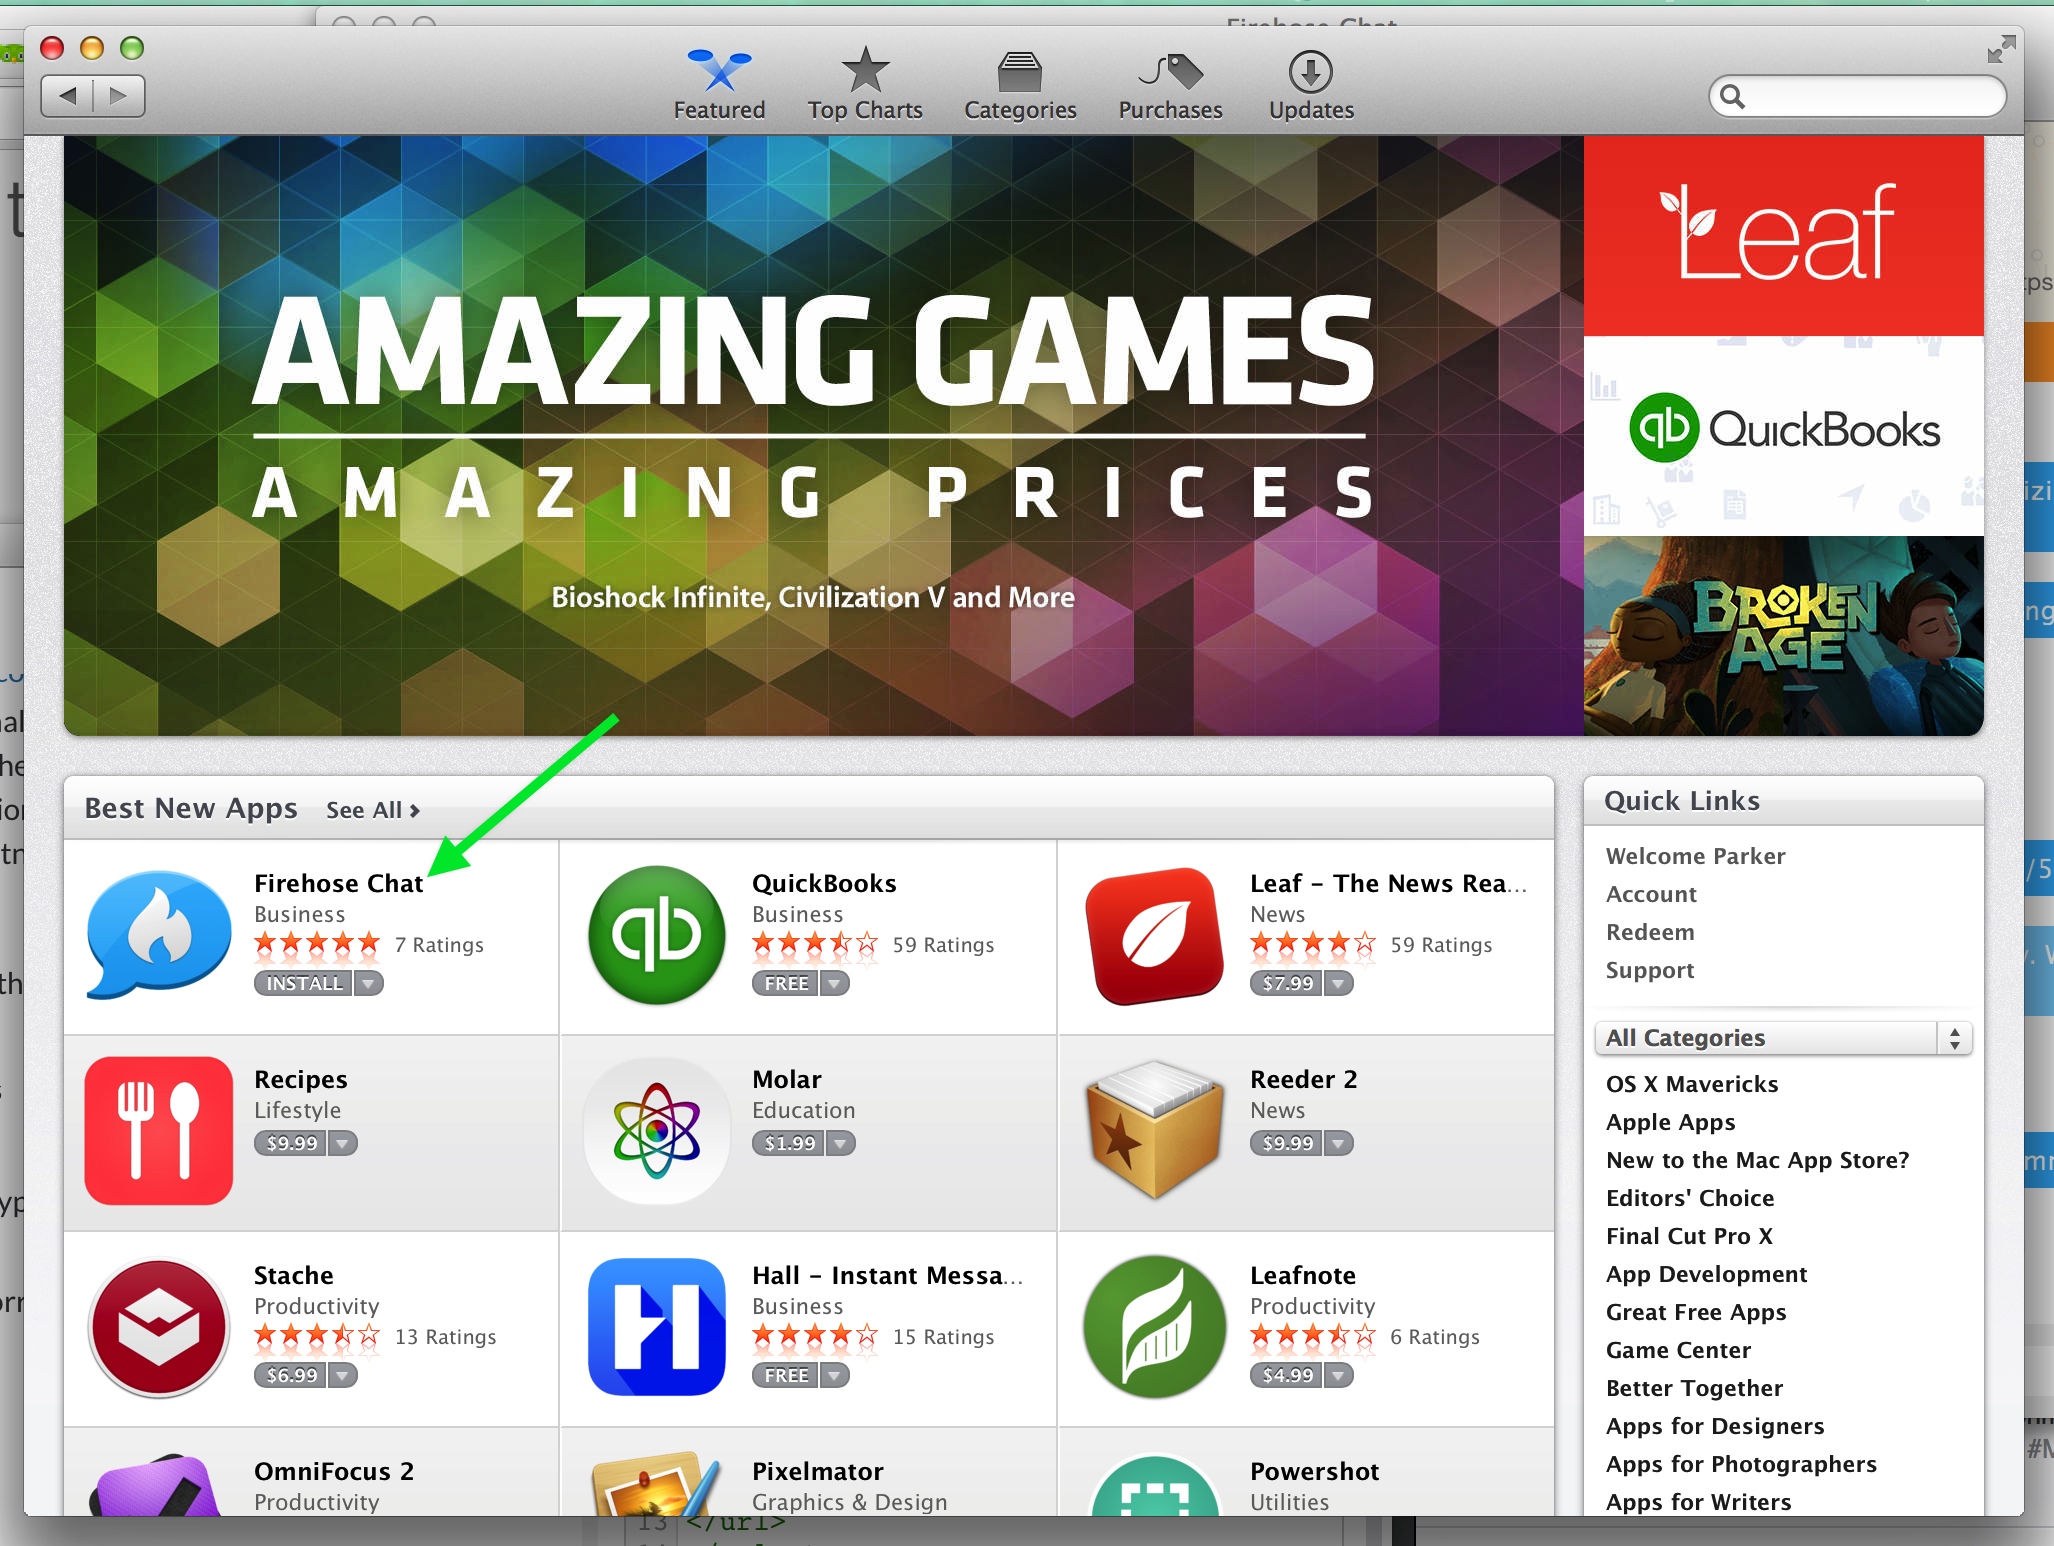 Firehose Chat
Featured
Top Charts
Categories
Purchases
Updates
AMAZING GAMES
AMAZING PRICES
Bioshock Infinite, Civilization V and More
Leaf
qb QuickBooks
BROKEN
AGE
Best New Apps See All
Firehose Chat
Business
7 Ratings
INSTALL
qb
QuickBooks
Business
59 Ratings
FREE
Leaf – The News Rea...
News
59 Ratings
$7.99
Recipes
Lifestyle
$9.99
Molar
Education
$1.99
Reeder 2
News
$9.99
Stache
Productivity
13 Ratings
$6.99
H
Hall – Instant Messa...
Business
15 Ratings
FREE
Leafnote
Productivity
6 Ratings
$4.99
OmniFocus 2
Productivity
Pixelmator
Graphics & Design
Powershot
Utilities
Quick Links
Welcome Parker
Account
Redeem
Support
All Categories
OS X Mavericks
Apple Apps
New to the Mac App Store?
Editors' Choice
Final Cut Pro X
App Development
Great Free Apps
Game Center
Better Together
Apps for Designers
Apps for Photographers
Apps for Writers
13 </url>